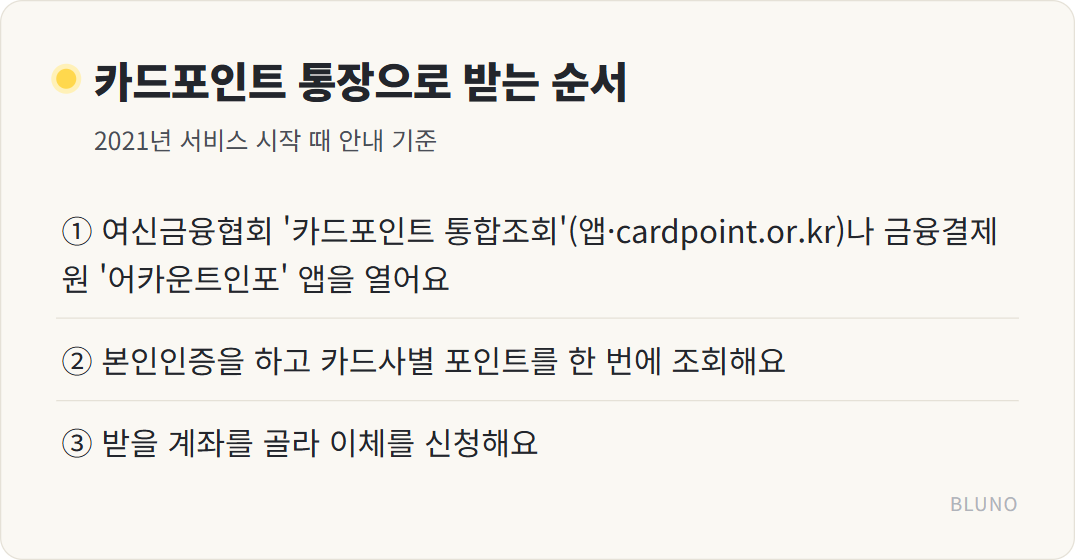 카드포인트 통장으로 받는 순서
2021년 서비스 시작 때 안내 기준
① 여신금융협회 '카드포인트 통합조회'(앱·cardpoint.or.kr)나 금융결제
원 '어카운트인포' 앱을 열어요
② 본인인증을 하고 카드사별 포인트를 한 번에 조회해요
③ 받을 계좌를 골라 이체를 신청해요
BLUNO